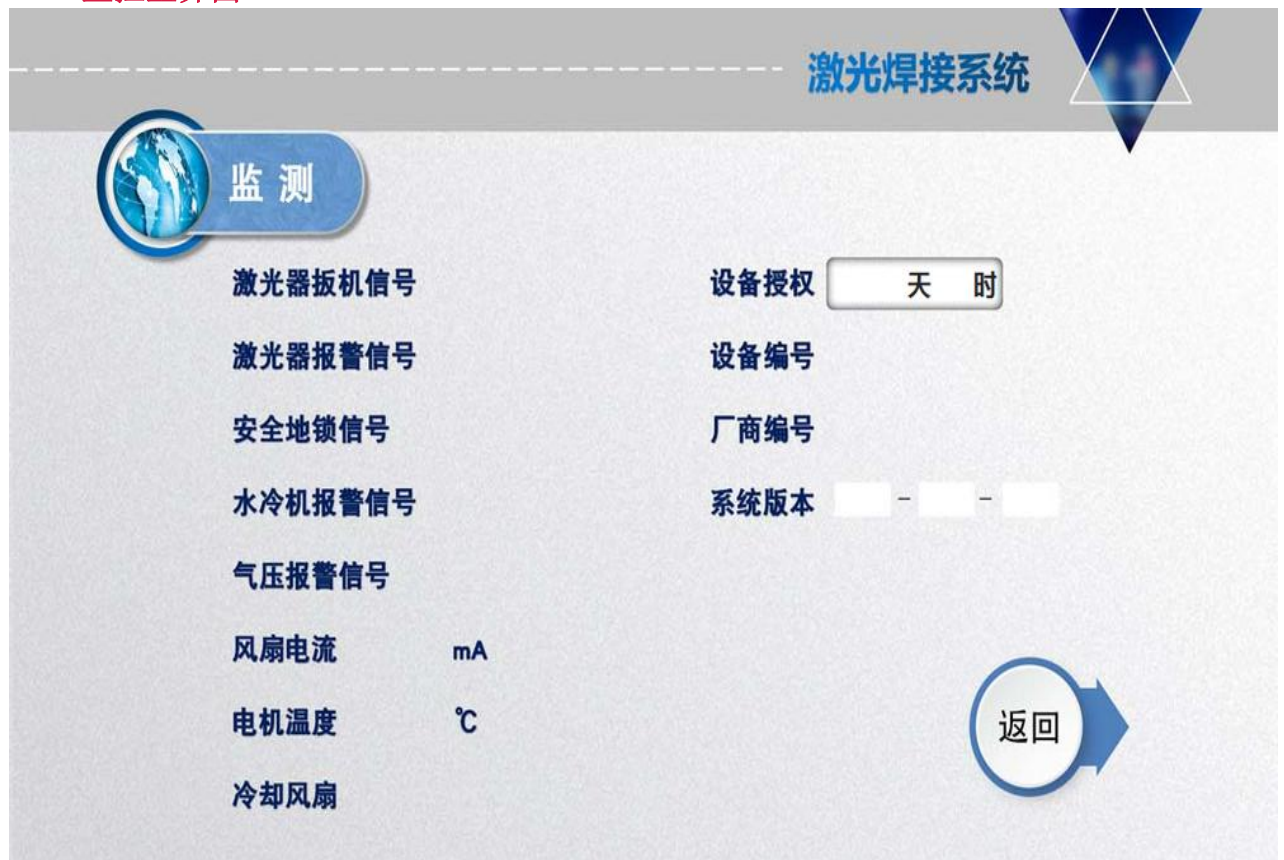 激光焊接系统
监测
激光器扳机信号
激光器报警信号
安全地锁信号
水冷机报警信号
气压报警信号
风扇电流 mA
电机温度 ℃
冷却风扇
设备授权 天 时
设备编号
厂商编号
系统版本 - -
返回